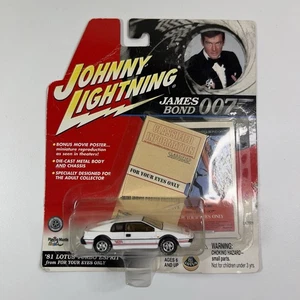 JOHNNY
LIGHTNING
JAMES
BOND 007
• BONUS MOVIE POSTER...
miniature reproduction
as seen in theaters!
• DIE-CAST METAL BODY
AND CHASSIS
• SPECIALLY DESIGNED FOR
THE ADULT COLLECTOR
FOR YOUR EYES ONLY
'81 LOTUS TURBO ESPRIT
from FOR YOUR EYES ONLY
AGES 8
AND UP
WARNING:
CHOKING HAZARD-
small parts.
Not for children under 3 yrs.